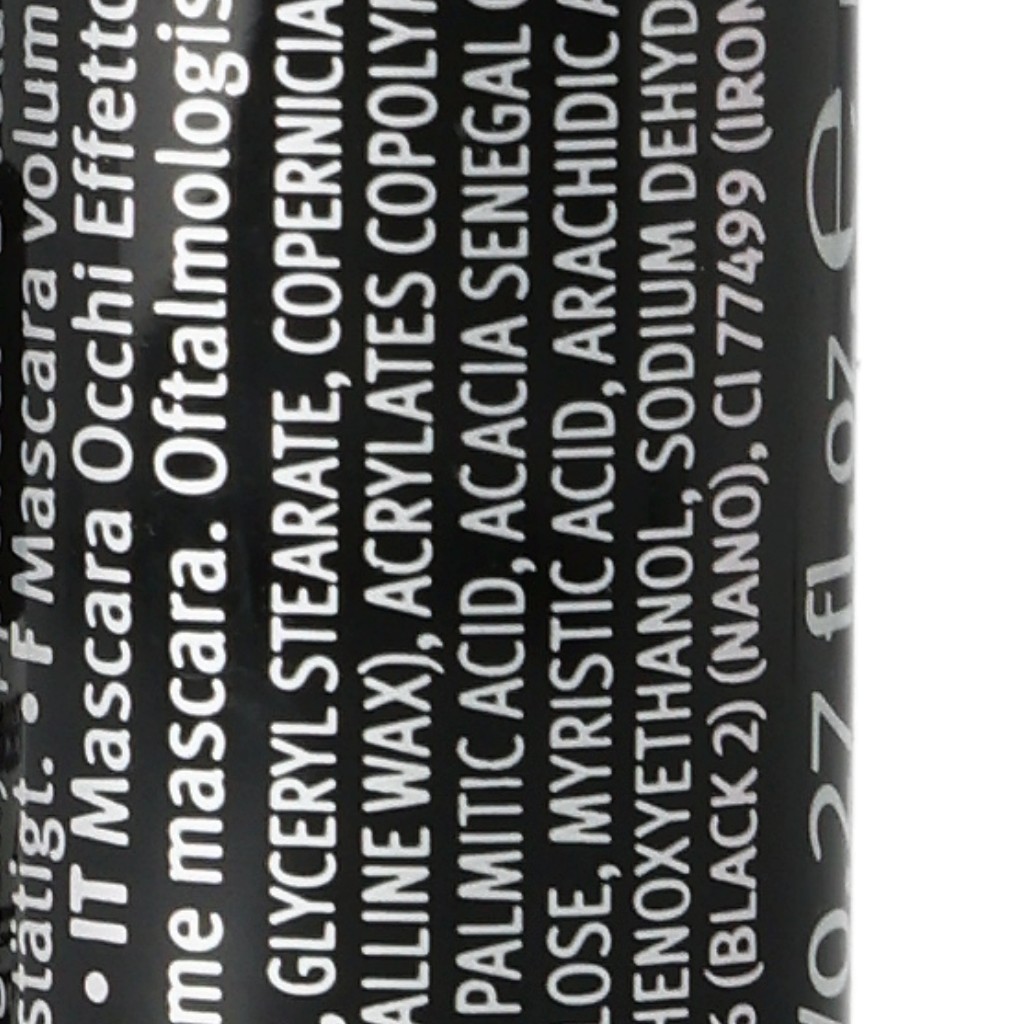 statigt. • F Mascara volum
• IT Mascara Occhi Effetto
me mascara. Oftalmologis
, GLYCERYL STEARATE, COPERNICIA
ALLINE WAX), ACRYLATES COPOLY
PALMITIC ACID, ACACIA SENEGAL
LOSE, MYRISTIC ACID, ARACHIDIC A
HENOXYETHANOL, SODIUM DEHYD
(BLACK 2) (NANO), CI 77499 (IRON
0.27 fl.oz. e